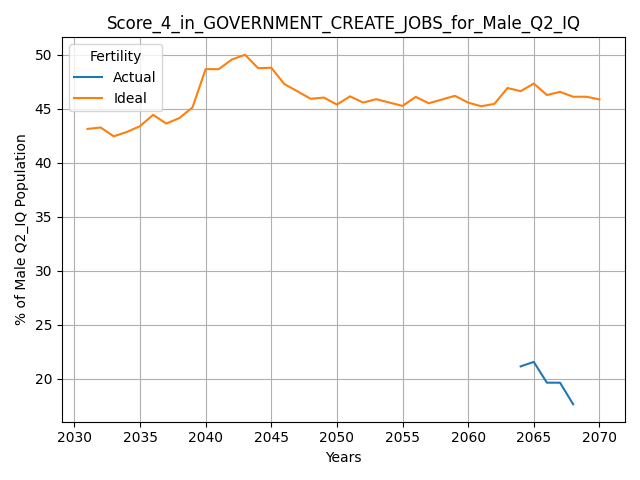 Score_4_in_GOVERNMENT_CREATE_JOBS_for_Male_Q2_IQ
Fertility
Actual
Ideal
% of Male Q2_IQ Population
50
45
40
35
30
25
20
2030 2035 2040 2045 2050 2055 2060 2065 2070
Years